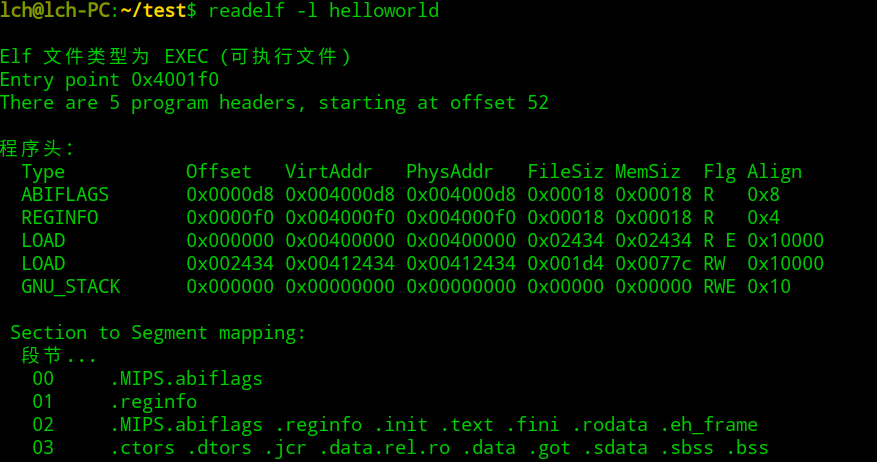 lch@lch-PC:~/test$ readelf -l helloworld
Elf 文件类型为 EXEC (可执行文件)
Entry point 0x4001f0
There are 5 program headers, starting at offset 52
程序头：
Type Offset VirtAddr PhysAddr FileSiz MemSiz Flg Align
ABIFLAGS 0x0000d8 0x004000d8 0x004000d8 0x00018 0x00018 R 0x8
REGINFO 0x0000f0 0x004000f0 0x004000f0 0x00018 0x00018 R 0x4
LOAD 0x000000 0x00400000 0x00400000 0x02434 0x02434 R E 0x10000
LOAD 0x002434 0x00412434 0x00412434 0x001d4 0x0077c RW 0x10000
GNU_STACK 0x000000 0x00000000 0x00000000 0x00000 0x00000 RWE 0x10
Section to Segment mapping:
段节...
00 .MIPS.abiflags
01 .reginfo
02 .MIPS.abiflags .reginfo .init .text .fini .rodata .eh_frame
03 .ctors .dtors .jcr .data.rel.ro .data .got .sdata .sbss .bss